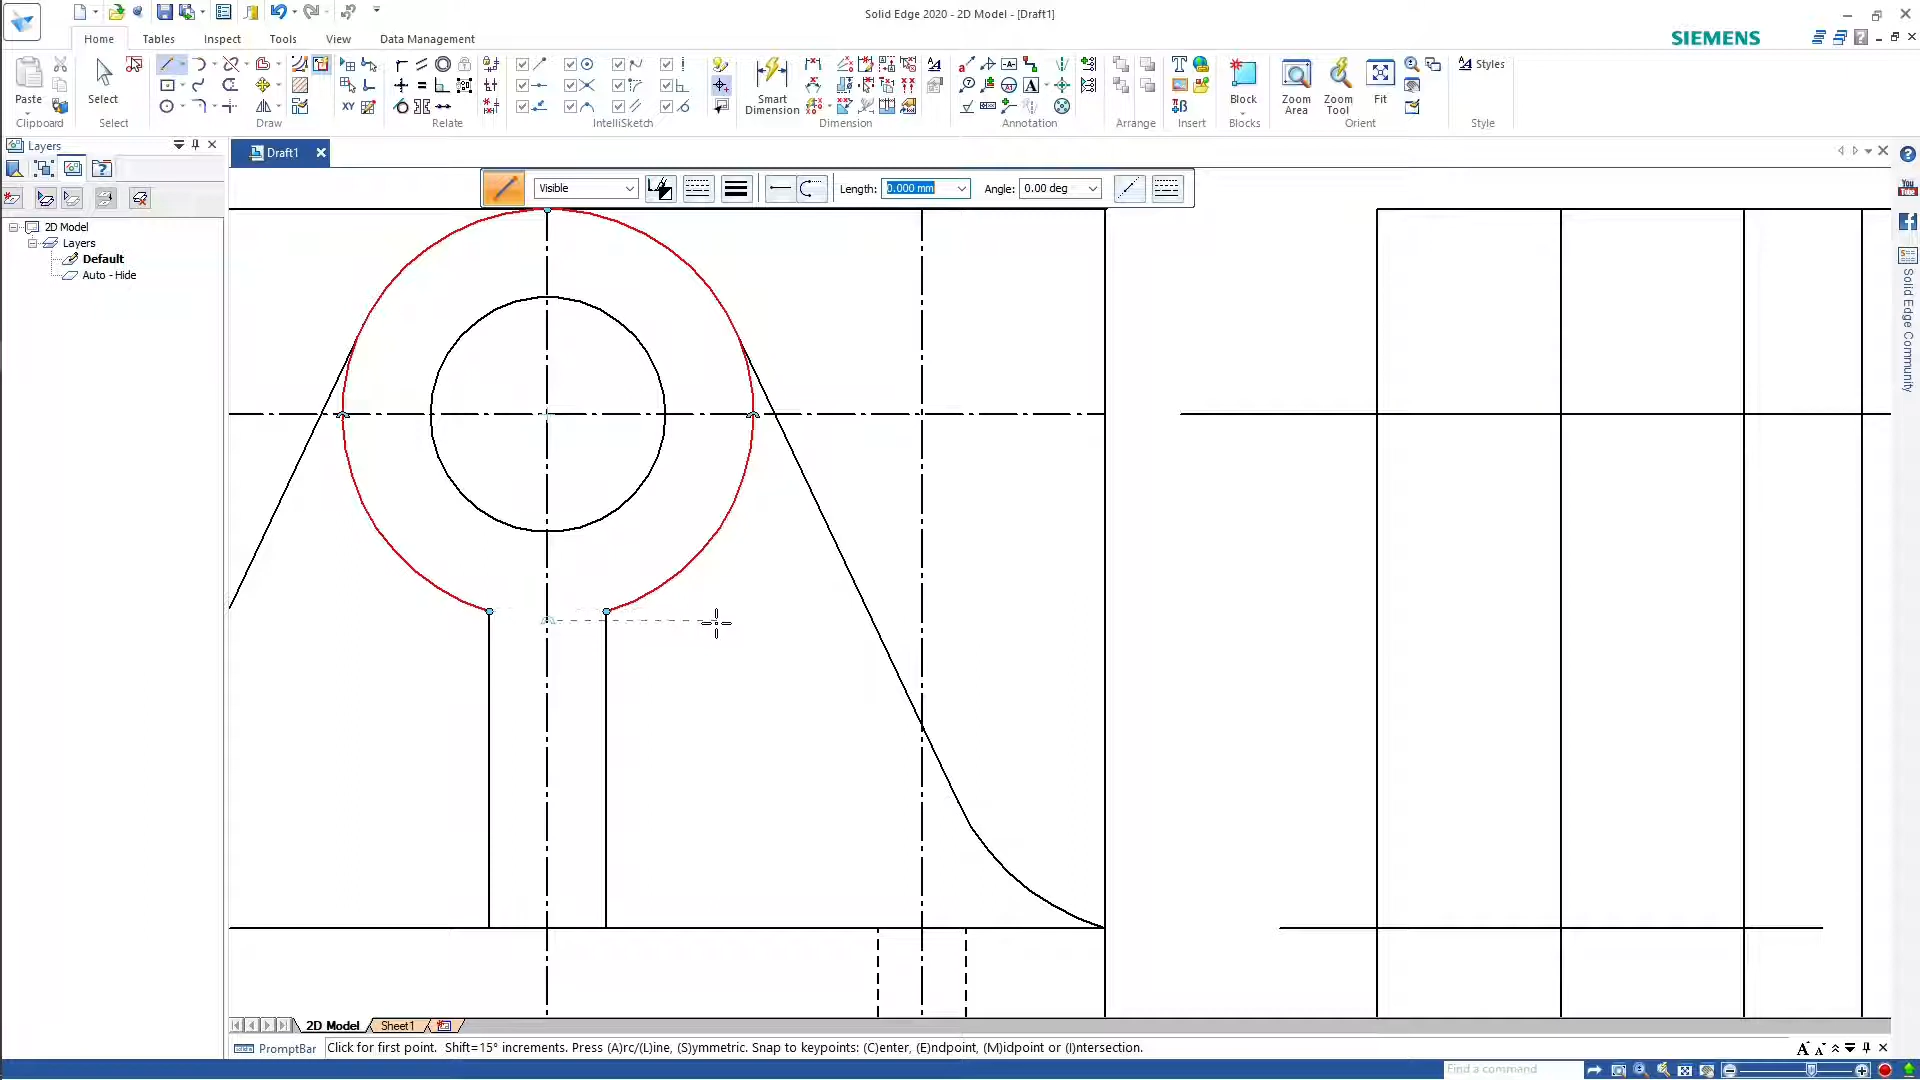 Solid Edge 2020 - 2D Model - [Draft1]
Home
Tables
Inspect
Sketch
Tools
View
Data Management
SIEMENS
Paste
Clipboard
Select
Select
Draw
XY
Relate
IntelliSketch
Smart
Dimension
Dimension
A
Annotation
Arrange
Insert
Block
Blocks
Zoom
Area
Zoom
Tool
Fit
Orient
Styles
Style
Layers
Draft1
Visible
Length: 0.000 mm
Angle: 0.00 deg
2D Model
Layers
Default
Auto - Hide
You
Tube
Solid Edge Community
2D Model
Sheet1
PromptBar
Click for first point. Shift=15° increments. Press (A)rc/(L)ine, (S)ymmetric. Snap to keypoints: (C)enter, (E)ndpoint, (M)idpoint or (I)ntersection.
Find a command